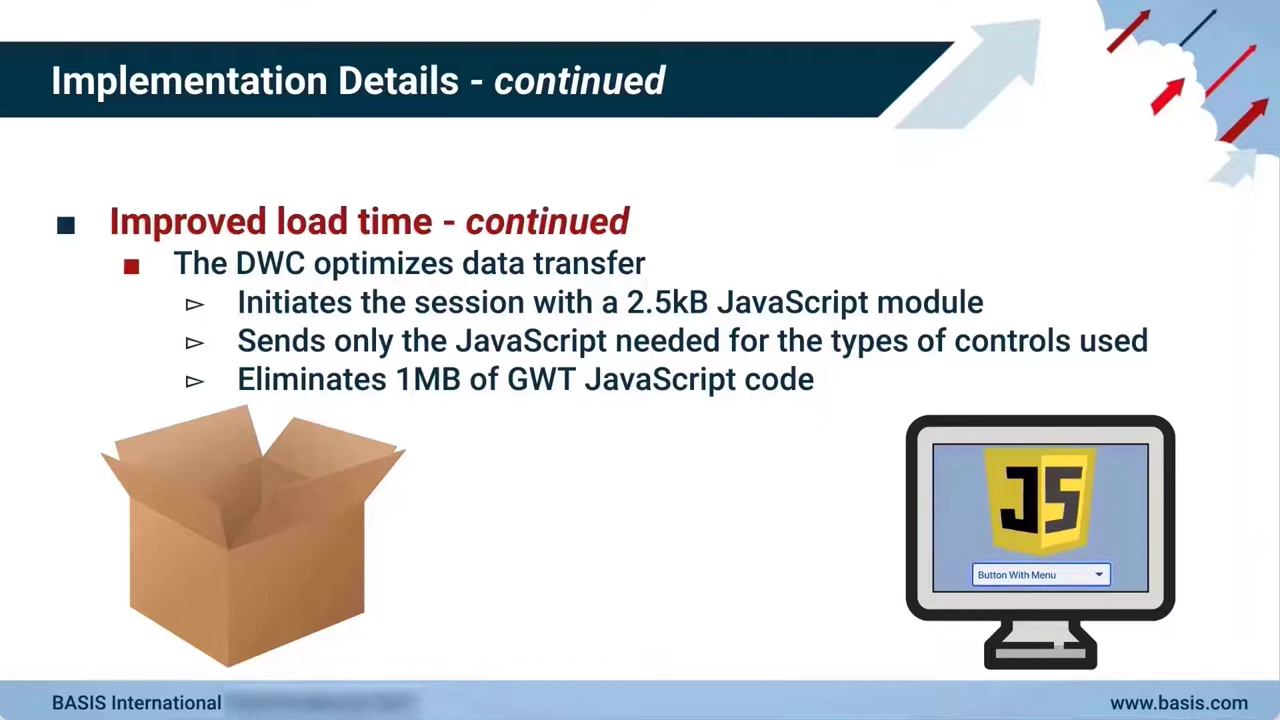 Implementation Details - continued
Improved load time - continued
The DWC optimizes data transfer
Initiates the session with a 2.5kB JavaScript module
Sends only the JavaScript needed for the types of controls used
Eliminates 1MB of GWT JavaScript code
JS
Button With Menu
BASIS International
www.basis.com